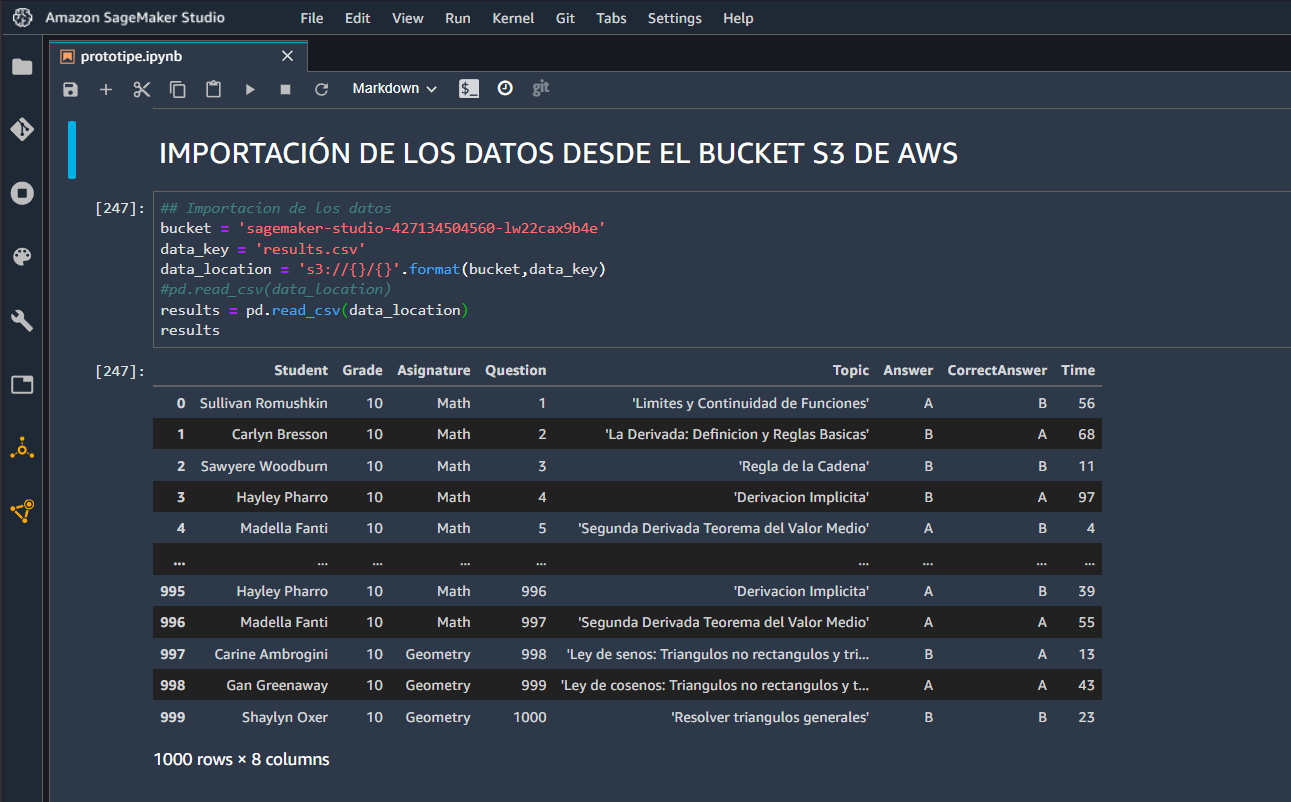 Amazon SageMaker Studio File Edit View Run Kernel Git Tabs Settings Help
prototipe.ipynb
Markdown git
IMPORTACIÓN DE LOS DATOS DESDE EL BUCKET S3 DE AWS
[247]: ## Importacion de los datos
bucket = 'sagemaker-studio-427134504560-lw22cax9b4e'
data_key = 'results.csv'
data_location = 's3://{}/{}'.format(bucket,data_key)
#pd.read_csv(data_location)
results = pd.read_csv(data_location)
results
[247]: Student Grade Asignature Question Topic Answer CorrectAnswer Time
0 Sullivan Romushkin 10 Math 1 'Limites y Continuidad de Funciones' A B 56
1 Carlyn Bresson 10 Math 2 'La Derivada: Definicion y Reglas Basicas' B A 68
2 Sawyere Woodburn 10 Math 3 'Regla de la Cadena' B B 11
3 Hayley Pharro 10 Math 4 'Derivacion Implicita' B A 97
4 Madella Fanti 10 Math 5 'Segunda Derivada Teorema del Valor Medio' A B 4
... ... ... ... ... ... ... ... ...
995 Hayley Pharro 10 Math 996 'Derivacion Implicita' A B 39
996 Madella Fanti 10 Math 997 'Segunda Derivada Teorema del Valor Medio' A A 55
997 Carine Ambrogini 10 Geometry 998 'Ley de senos: Triangulos no rectangulos y tri... B A 13
998 Gan Greenaway 10 Geometry 999 'Ley de cosenos: Triangulos no rectangulos y t... A A 43
999 Shaylyn Oxer 10 Geometry 1000 'Resolver triangulos generales' B B 23
1000 rows × 8 columns